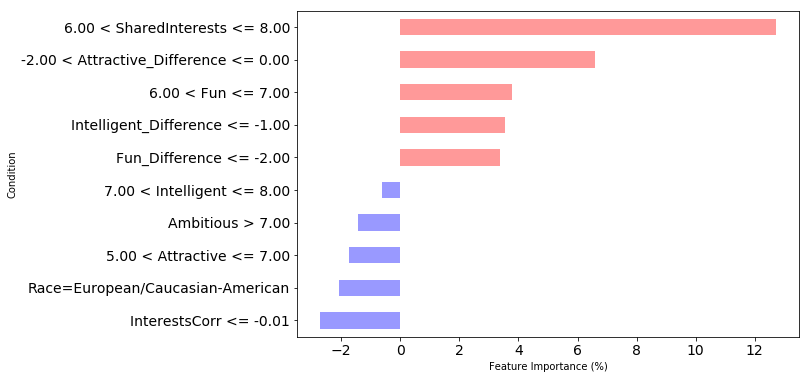 6.00 < SharedInterests <= 8.00
-2.00 < Attractive_Difference <= 0.00
6.00 < Fun <= 7.00
Intelligent_Difference <= -1.00
Fun_Difference <= -2.00
7.00 < Intelligent <= 8.00
Ambitious > 7.00
5.00 < Attractive <= 7.00
Race=European/Caucasian-American
InterestsCorr <= -0.01
Condition
−2 0 2 4 6 8 10 12
Feature Importance (%)